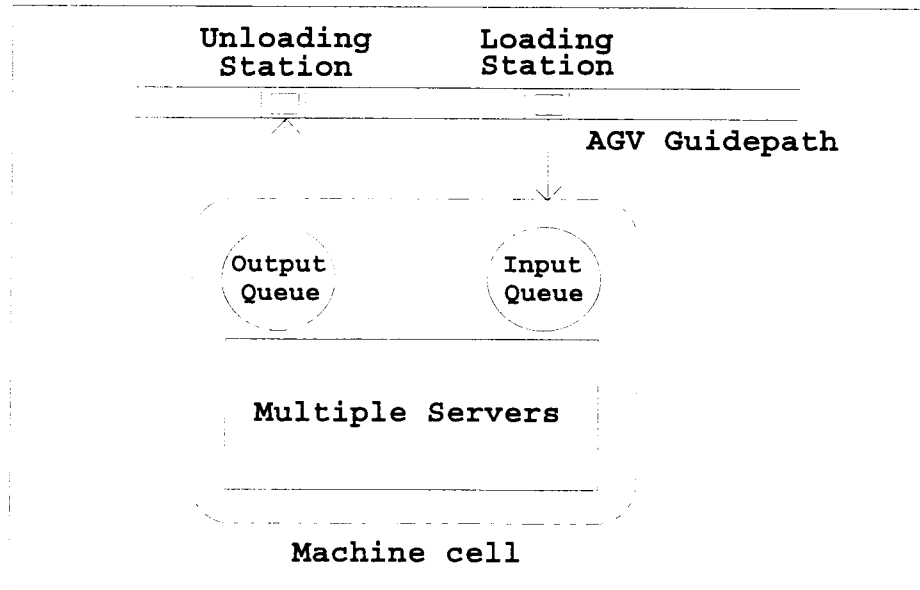 Unloading
Station
Loading
Station
AGV Guidepath
Output
Queue
Input
Queue
Multiple Servers
Machine cell